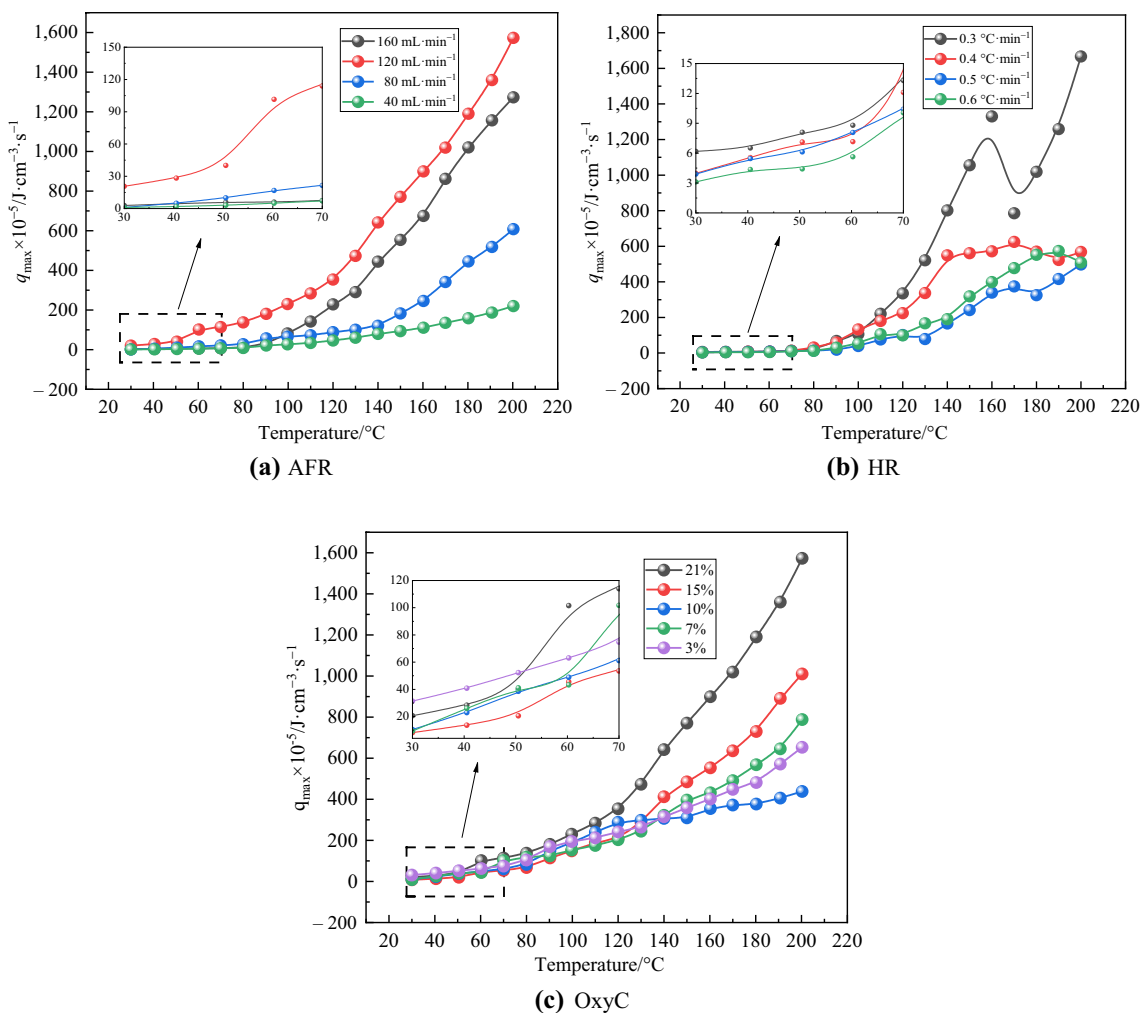 1,600
1,400
1,200
1,000
800
600
400
200
0
– 200
q_max×10⁻⁵/J·cm⁻³·s⁻¹
150
120
90
60
30
0
30 40 50 60 70
160 mL·min⁻¹
120 mL·min⁻¹
80 mL·min⁻¹
40 mL·min⁻¹
20 40 60 80 100 120 140 160 180 200 220
Temperature/°C
(a) AFR
1,800
1,600
1,400
1,200
1,000
800
600
400
200
0
– 200
q_max×10⁻⁵/J·cm⁻³·s⁻¹
15
12
9
6
3
0
30 40 50 60 70
0.3 °C·min⁻¹
0.4 °C·min⁻¹
0.5 °C·min⁻¹
0.6 °C·min⁻¹
20 40 60 80 100 120 140 160 180 200 220
Temperature/°C
(b) HR
1,600
1,400
1,200
1,000
800
600
400
200
0
– 200
q_max×10⁻⁵/J·cm⁻³·s⁻¹
120
100
80
60
40
20
30 40 50 60 70
21%
15%
10%
7%
3%
20 40 60 80 100 120 140 160 180 200 220
Temperature/°C
(c) OxyC